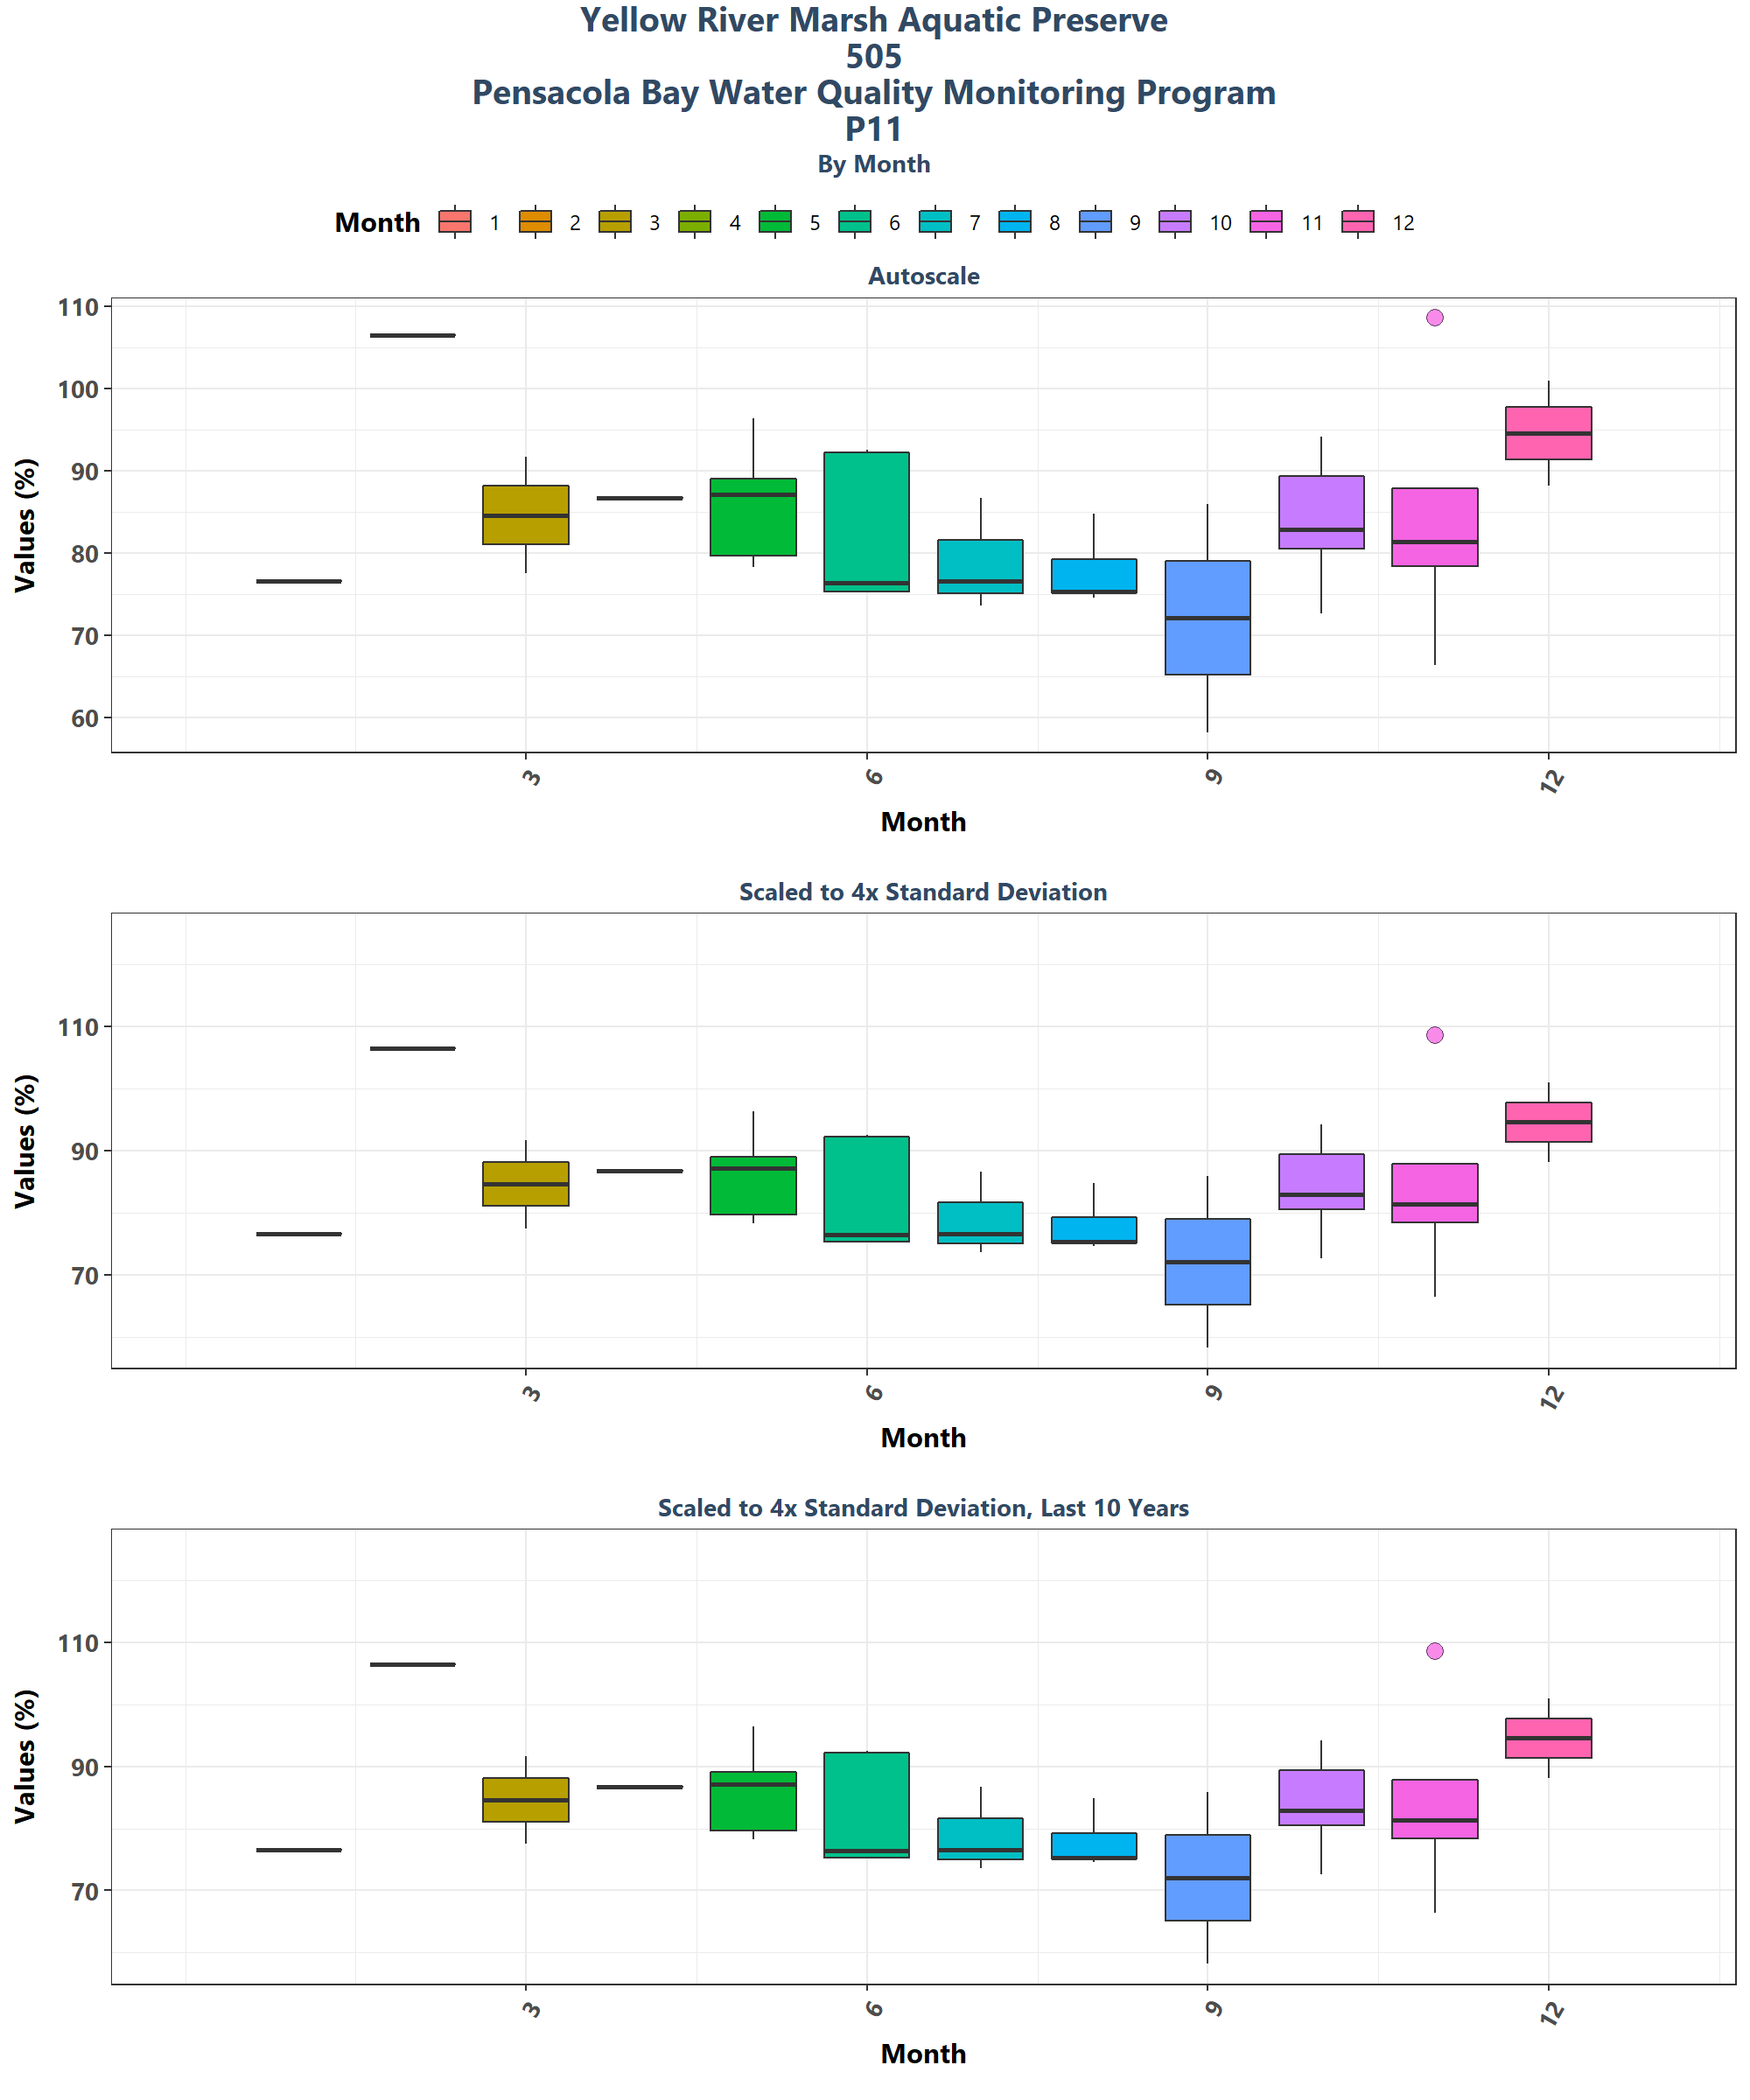 Yellow River Marsh Aquatic Preserve
505
Pensacola Bay Water Quality Monitoring Program
P11
By Month
Month 1 2 3 4 5 6 7 8 9 10 11 12
Autoscale
Values (%)
110
100
90
80
70
60
3 6 9 12
Month
Scaled to 4x Standard Deviation
Values (%)
110
90
70
3 6 9 12
Month
Scaled to 4x Standard Deviation, Last 10 Years
Values (%)
110
90
70
3 6 9 12
Month